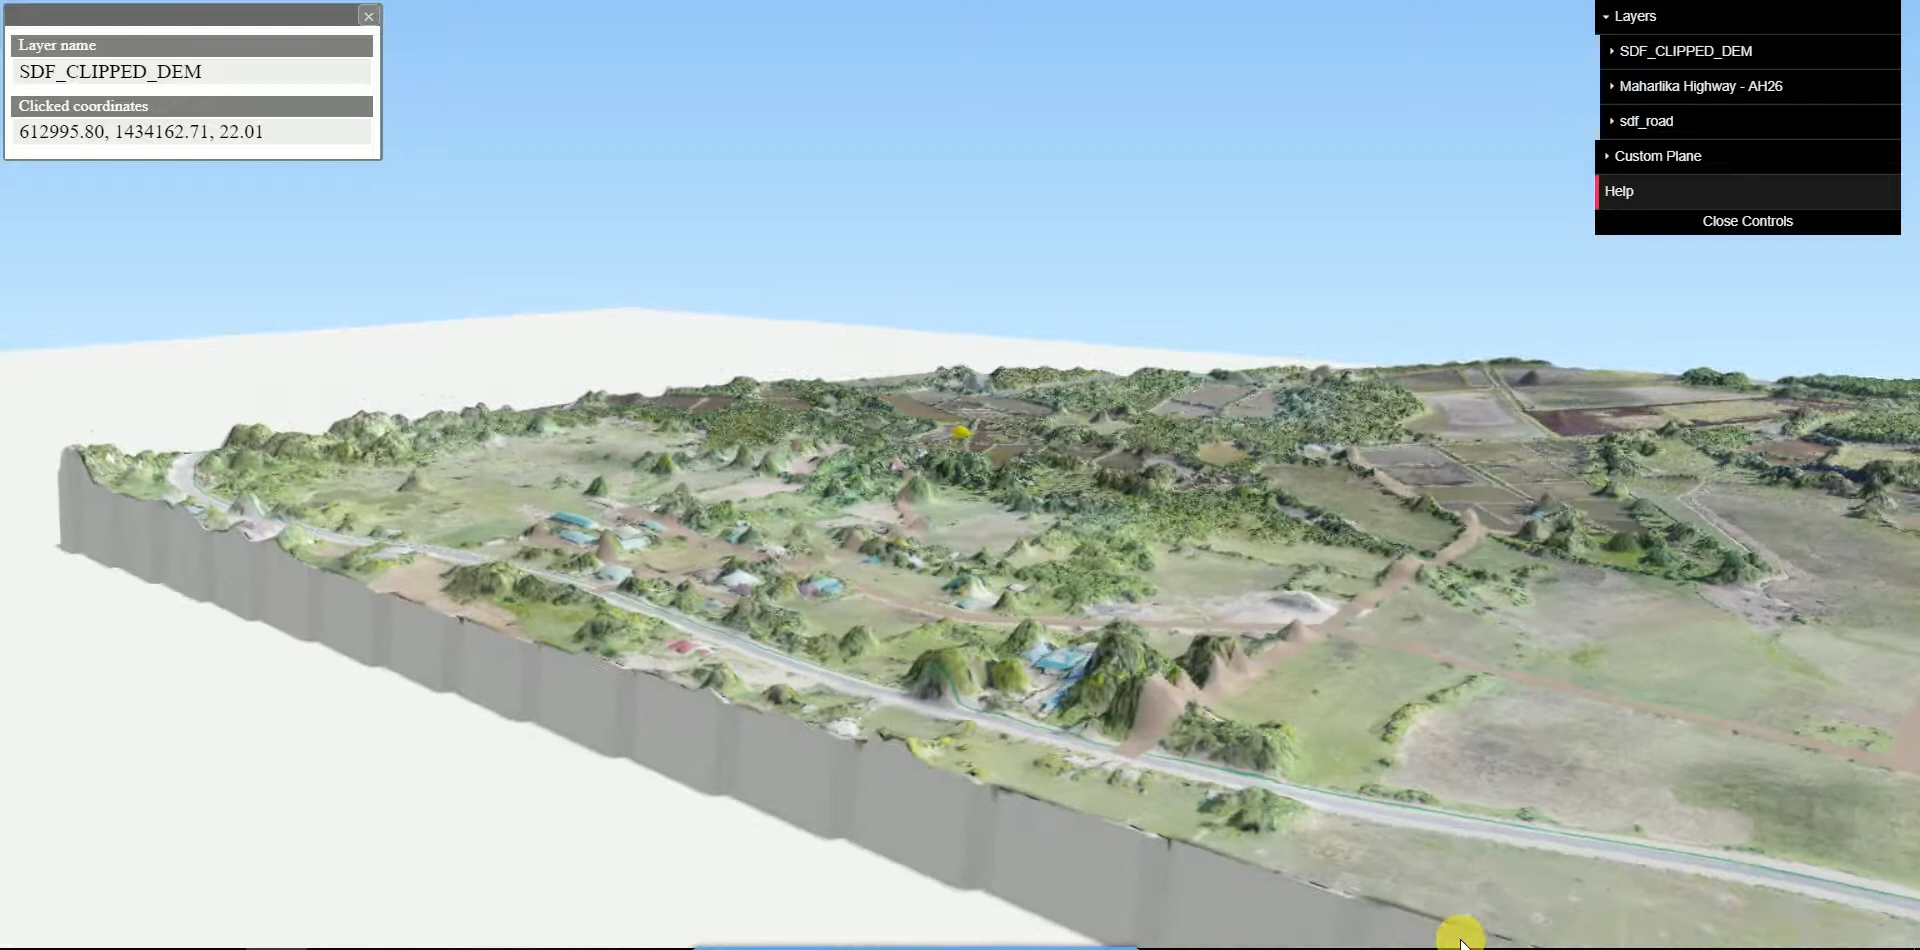 Layer name
SDF_CLIPPED_DEM
Clicked coordinates
612995.80, 1434162.71, 22.01
Layers
SDF_CLIPPED_DEM
Maharlika Highway - AH26
sdf_road
Custom Plane
Help
Close Controls